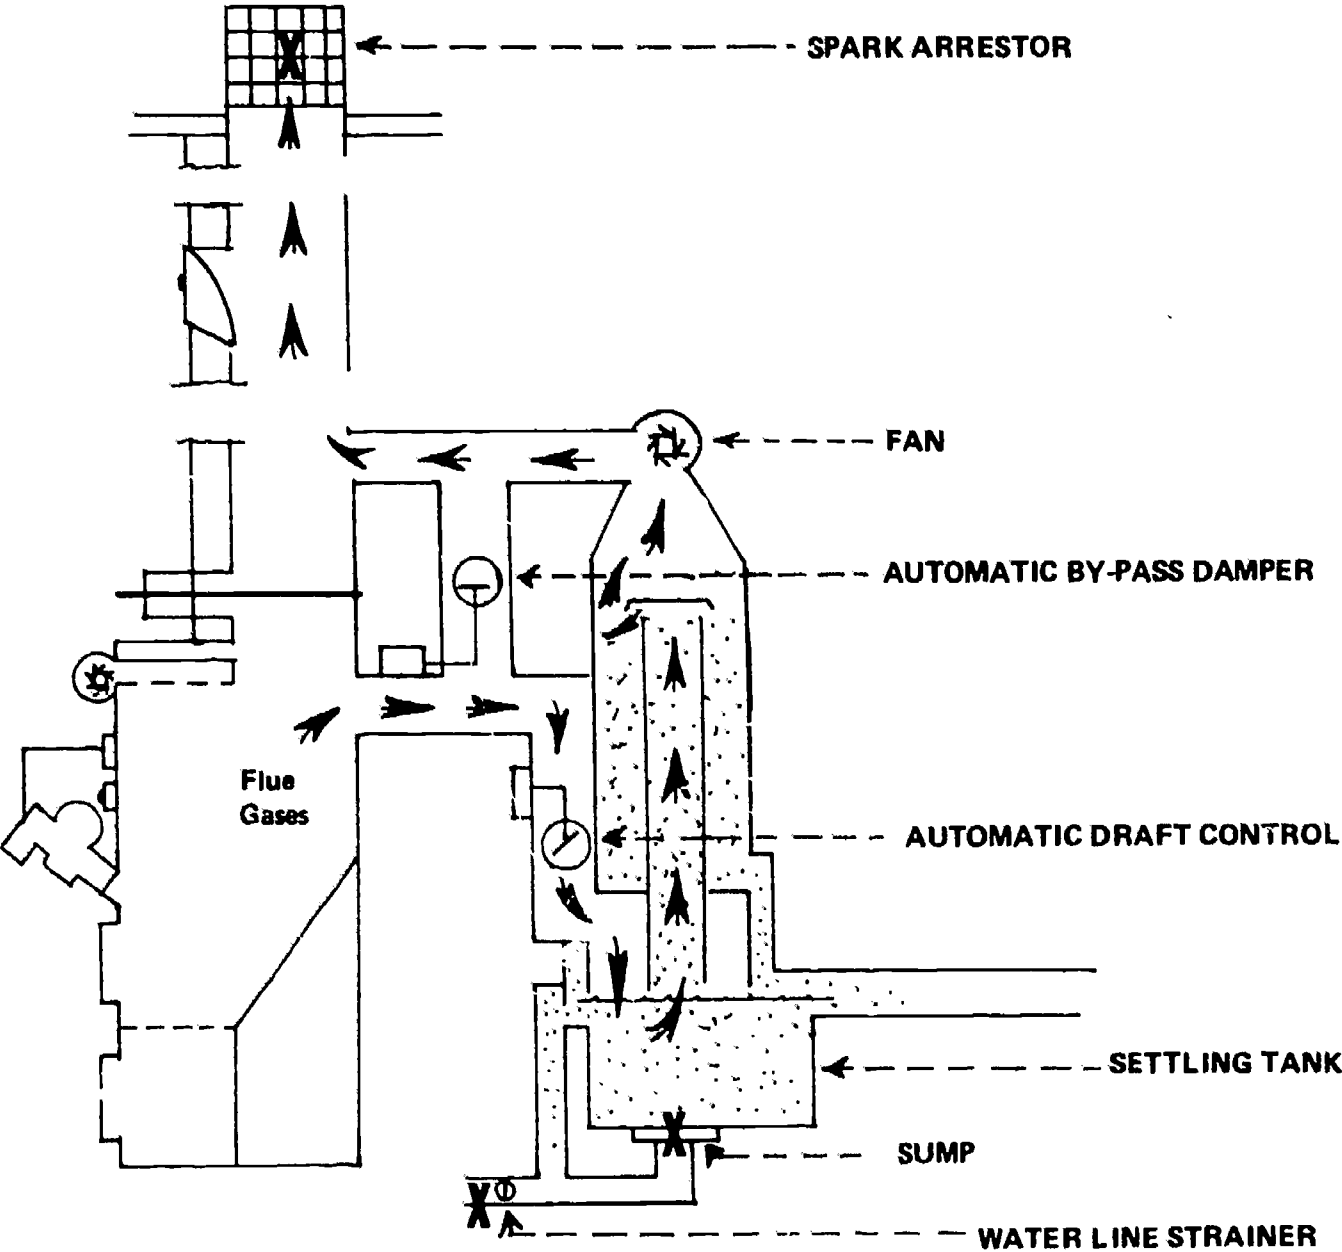 SPARK ARRESTOR
FAN
AUTOMATIC BY-PASS DAMPER
Flue
Gases
AUTOMATIC DRAFT CONTROL
SETTLING TANK
SUMP
WATER LINE STRAINER